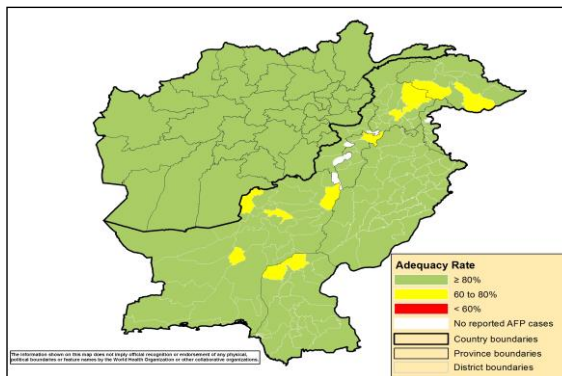 Adequacy Rate
≥ 80%
60 to 80%
< 60%
No reported AFP cases
Country boundaries
Province boundaries
District boundaries
The information shown on this map does not imply official recognition or endorsement of any physical,
political boundaries or feature names by the World Health Organization or other collaborative organizations.